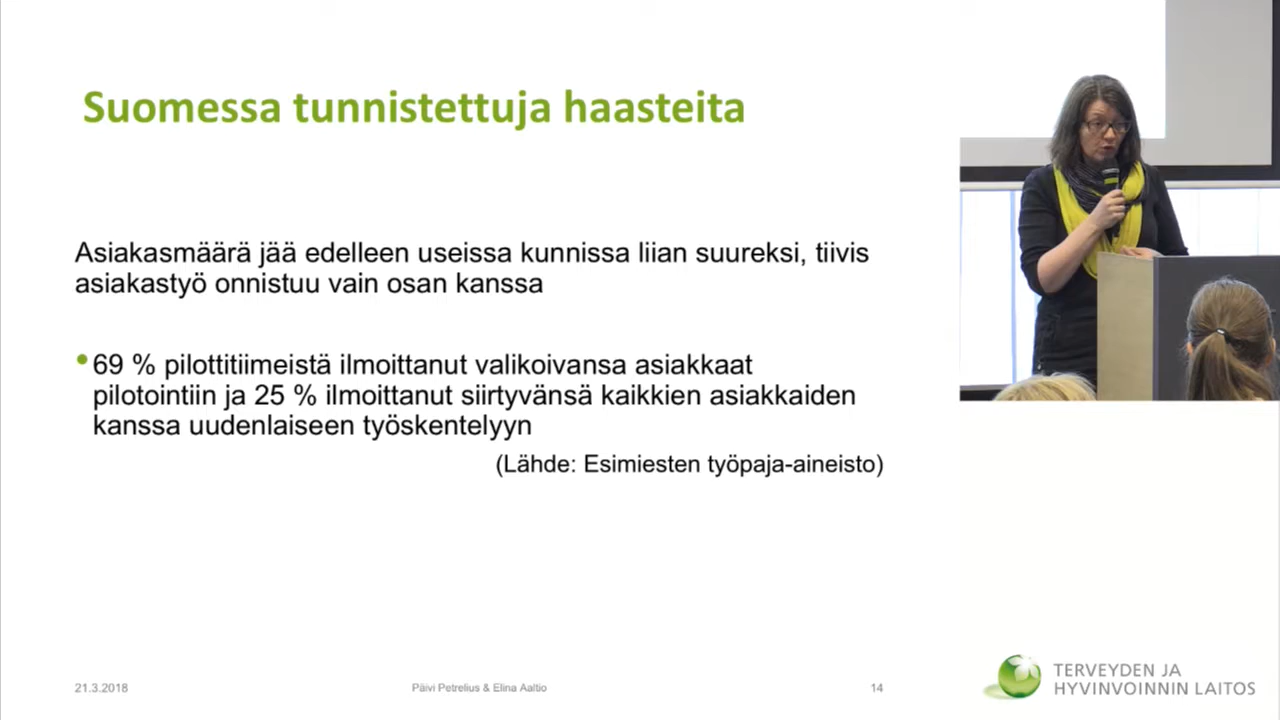 Suomessa tunnistettuja haasteita
Asiakasmäärä jää edelleen useissa kunnissa liian suureksi, tiivis
asiakastyö onnistuu vain osan kanssa
•69 % pilottitiimeistä ilmoittanut valikoivansa asiakkaat
pilotointiin ja 25 % ilmoittanut siirtyvänsä kaikkien asiakkaiden
kanssa uudenlaiseen työskentelyyn
(Lähde: Esimiesten työpaja-aineisto)
21.3.2018
Päivi Petrelius & Elina Aaltio
14
TERVEYDEN JA
HYVINVOINNIN LAITOS